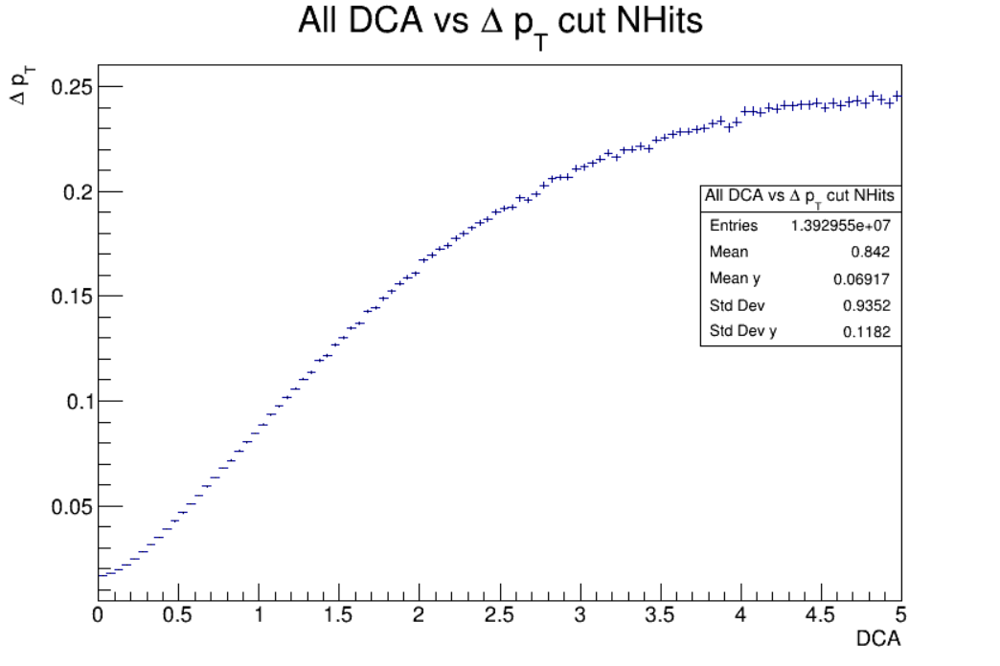 All DCA vs Δ p_T cut NHits
Δ p_T
0.25
0.2
0.15
0.1
0.05
0 0.5 1 1.5 2 2.5 3 3.5 4 4.5 5
DCA
All DCA vs Δ p_T cut NHits
Entries 1.392955e+07
Mean 0.842
Mean y 0.06917
Std Dev 0.9352
Std Dev y 0.1182